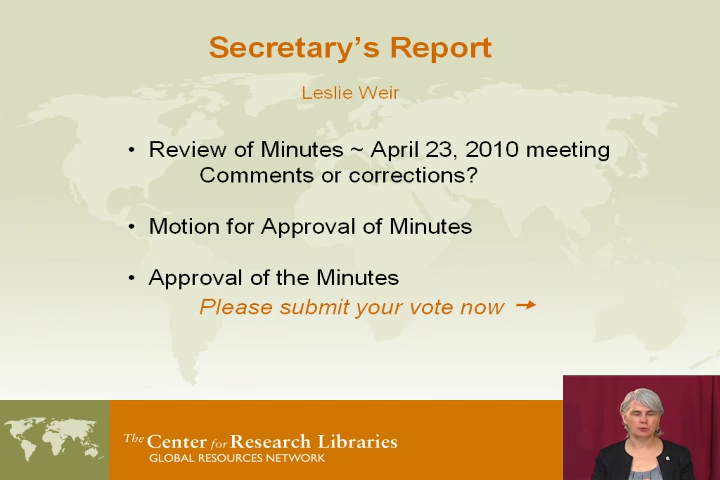 Secretary’s Report
Leslie Weir
• Review of Minutes ~ April 23, 2010 meeting
Comments or corrections?
• Motion for Approval of Minutes
• Approval of the Minutes
Please submit your vote now →
The Center for Research Libraries
GLOBAL RESOURCES NETWORK